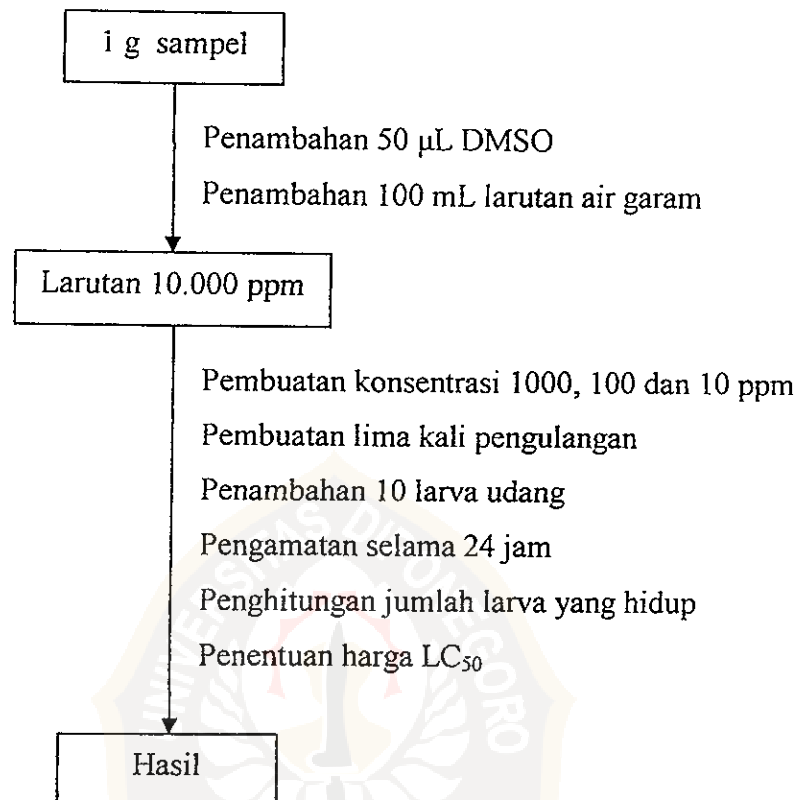 1 g sampel
Penambahan 50 μL DMSO
Penambahan 100 mL larutan air garam
Larutan 10.000 ppm
Pembuatan konsentrasi 1000, 100 dan 10 ppm
Pembuatan lima kali pengulangan
Penambahan 10 larva udang
Pengamatan selama 24 jam
Penghitungan jumlah larva yang hidup
Penentuan harga LC₅₀
Hasil
UNIVERSITAS DIPONEGORO